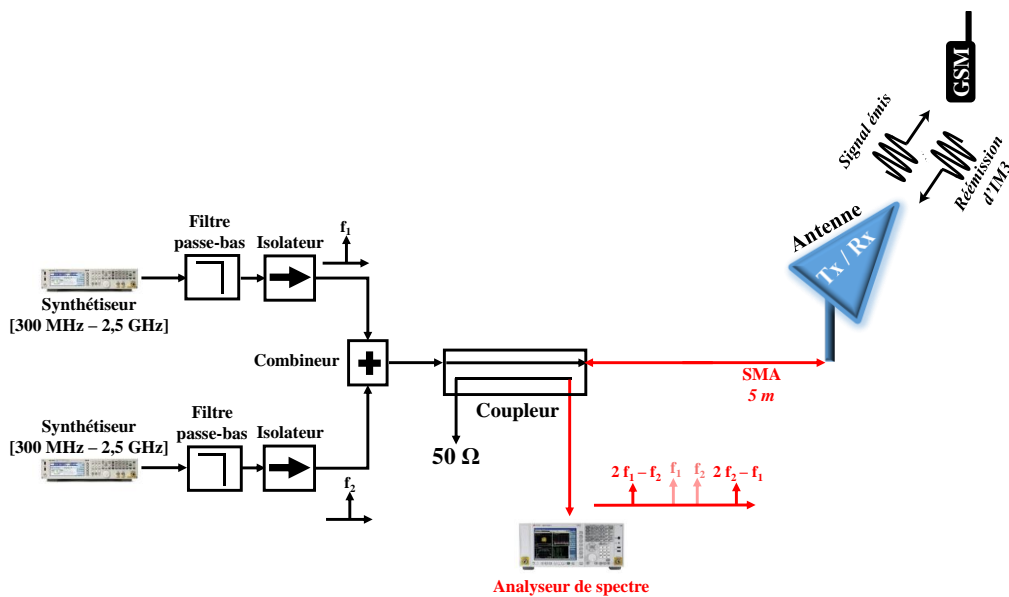 GSM
Signal émis
Réémission
d'IM3
Antenne
Tx / Rx
Filtre
passe-bas
Isolateur
f1
Synthétiseur
[300 MHz – 2,5 GHz]
Combineur
Coupleur
SMA
5 m
50 Ω
Synthétiseur
[300 MHz – 2,5 GHz]
Filtre
passe-bas
Isolateur
f2
2 f1 – f2 f1 f2 2 f2 – f1
Analyseur de spectre